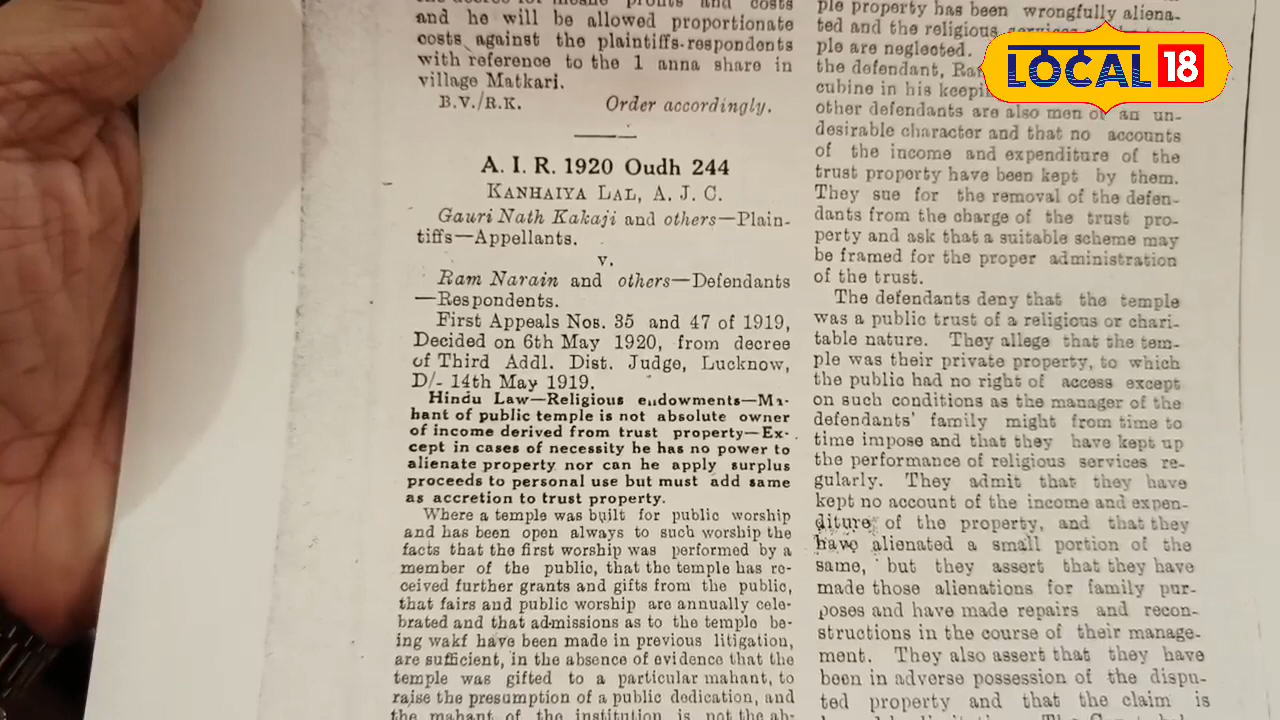 the decree for mesne profits and costs
and he will be allowed proportionate
costs against the plaintiffs-respondents
with reference to the 1 anna share in
village Matkari.
B.V./R.K. Order accordingly.
A. I. R. 1920 Oudh 244
KANHAIYA LAL, A. J. C.
Gauri Nath Kakaji and others—Plain-
tiffs—Appellants.
v.
Ram Narain and others—Defendants
—Respondents.
First Appeals Nos. 35 and 47 of 1919,
Decided on 6th May 1920, from decree
of Third Addl. Dist. Judge, Lucknow,
D/- 14th May 1919.
Hindu Law—Religious endowments—Ma-
hant of public temple is not absolute owner
of income derived from trust property—Ex-
cept in cases of necessity he has no power to
alienate property nor can he apply surplus
proceeds to personal use but must add same
as accretion to trust property.
Where a temple was built for public worship
and has been open always to such worship the
facts that the first worship was performed by a
member of the public, that the temple has re-
ceived further grants and gifts from the public,
that fairs and public worship are annually cele-
brated and that admissions as to the temple be-
ing wakf have been made in previous litigation,
are sufficient, in the absence of evidence that the
temple was gifted to a particular mahant, to
raise the presumption of a public dedication, and
the mahant of the institution is not the ab-
ple property has been wrongfully aliena-
ted and the religious
ple are neglected.
the defendant,
cubine in his
other defendants are also men of an un-
desirable character and that no accounts
of the income and expenditure of the
trust property have been kept by them.
They sue for the removal of the defen-
dants from the charge of the trust pro-
perty and ask that a suitable scheme may
be framed for the proper administration
of the trust.
The defendants deny that the temple
was a public trust of a religious or chari-
table nature. They allege that the tem-
ple was their private property, to which
the public had no right of access except
on such conditions as the manager of the
defendants' family might from time to
time impose and that they have kept up
the performance of religious services re-
gularly. They admit that they have
kept no account of the income and expen-
diture of the property, and that they
have alienated a small portion of the
same, but they assert that they have
made those alienations for family pur-
poses and have made repairs and recon-
structions in the course of their manage-
ment. They also assert that they have
been in adverse possession of the dispu-
ted property and that the claim is
LOCAL 18